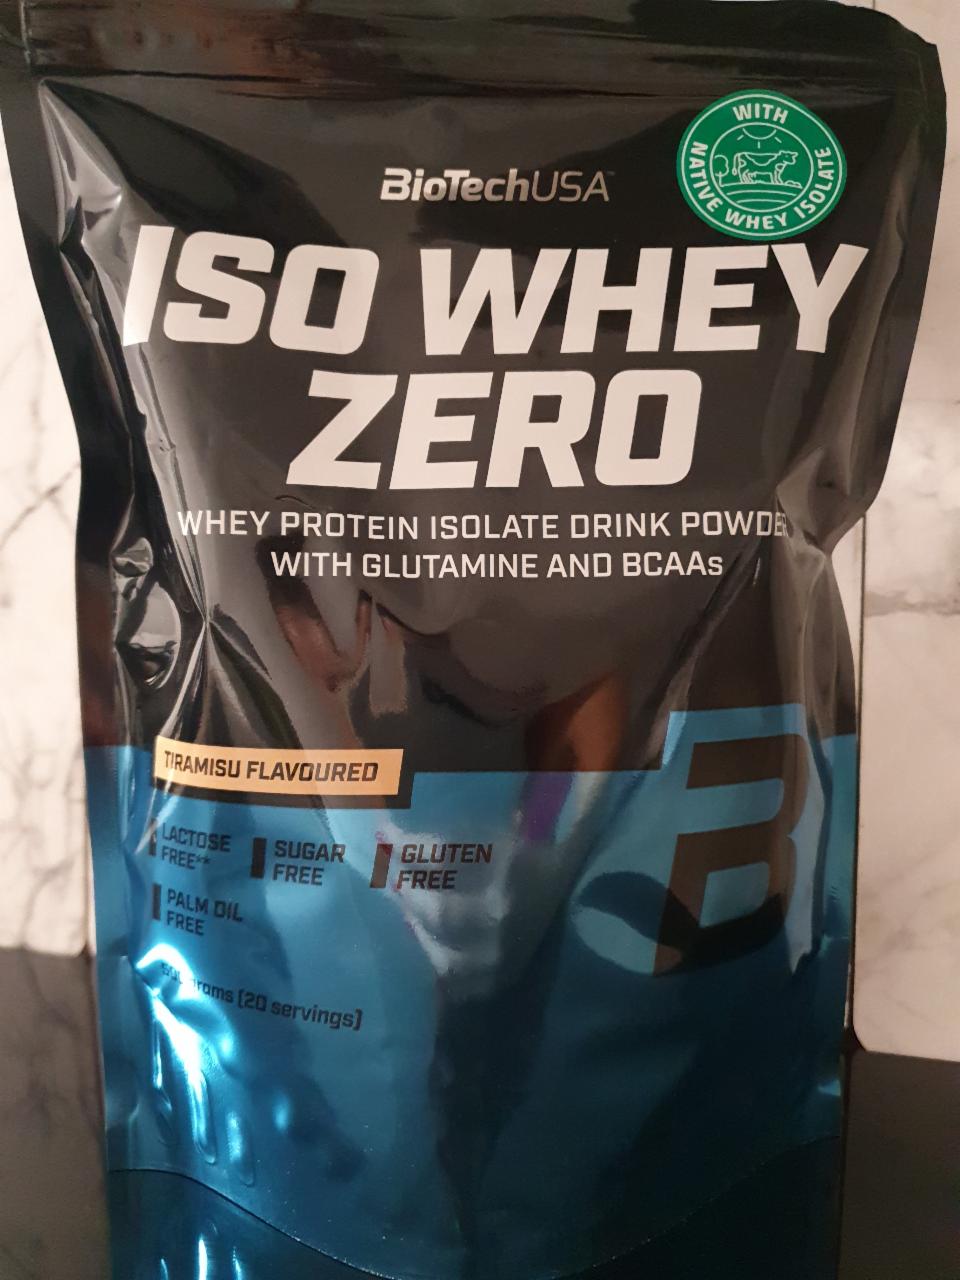 WITH
NATIVE WHEY ISOLATE
BioTechUSA
ISO WHEY
ZERO
WHEY PROTEIN ISOLATE DRINK POWDER
WITH GLUTAMINE AND BCAAs
TIRAMISU FLAVOURED
LACTOSE
FREE**
SUGAR
FREE
GLUTEN
FREE
PALM OIL
FREE
grams (20 servings)
B